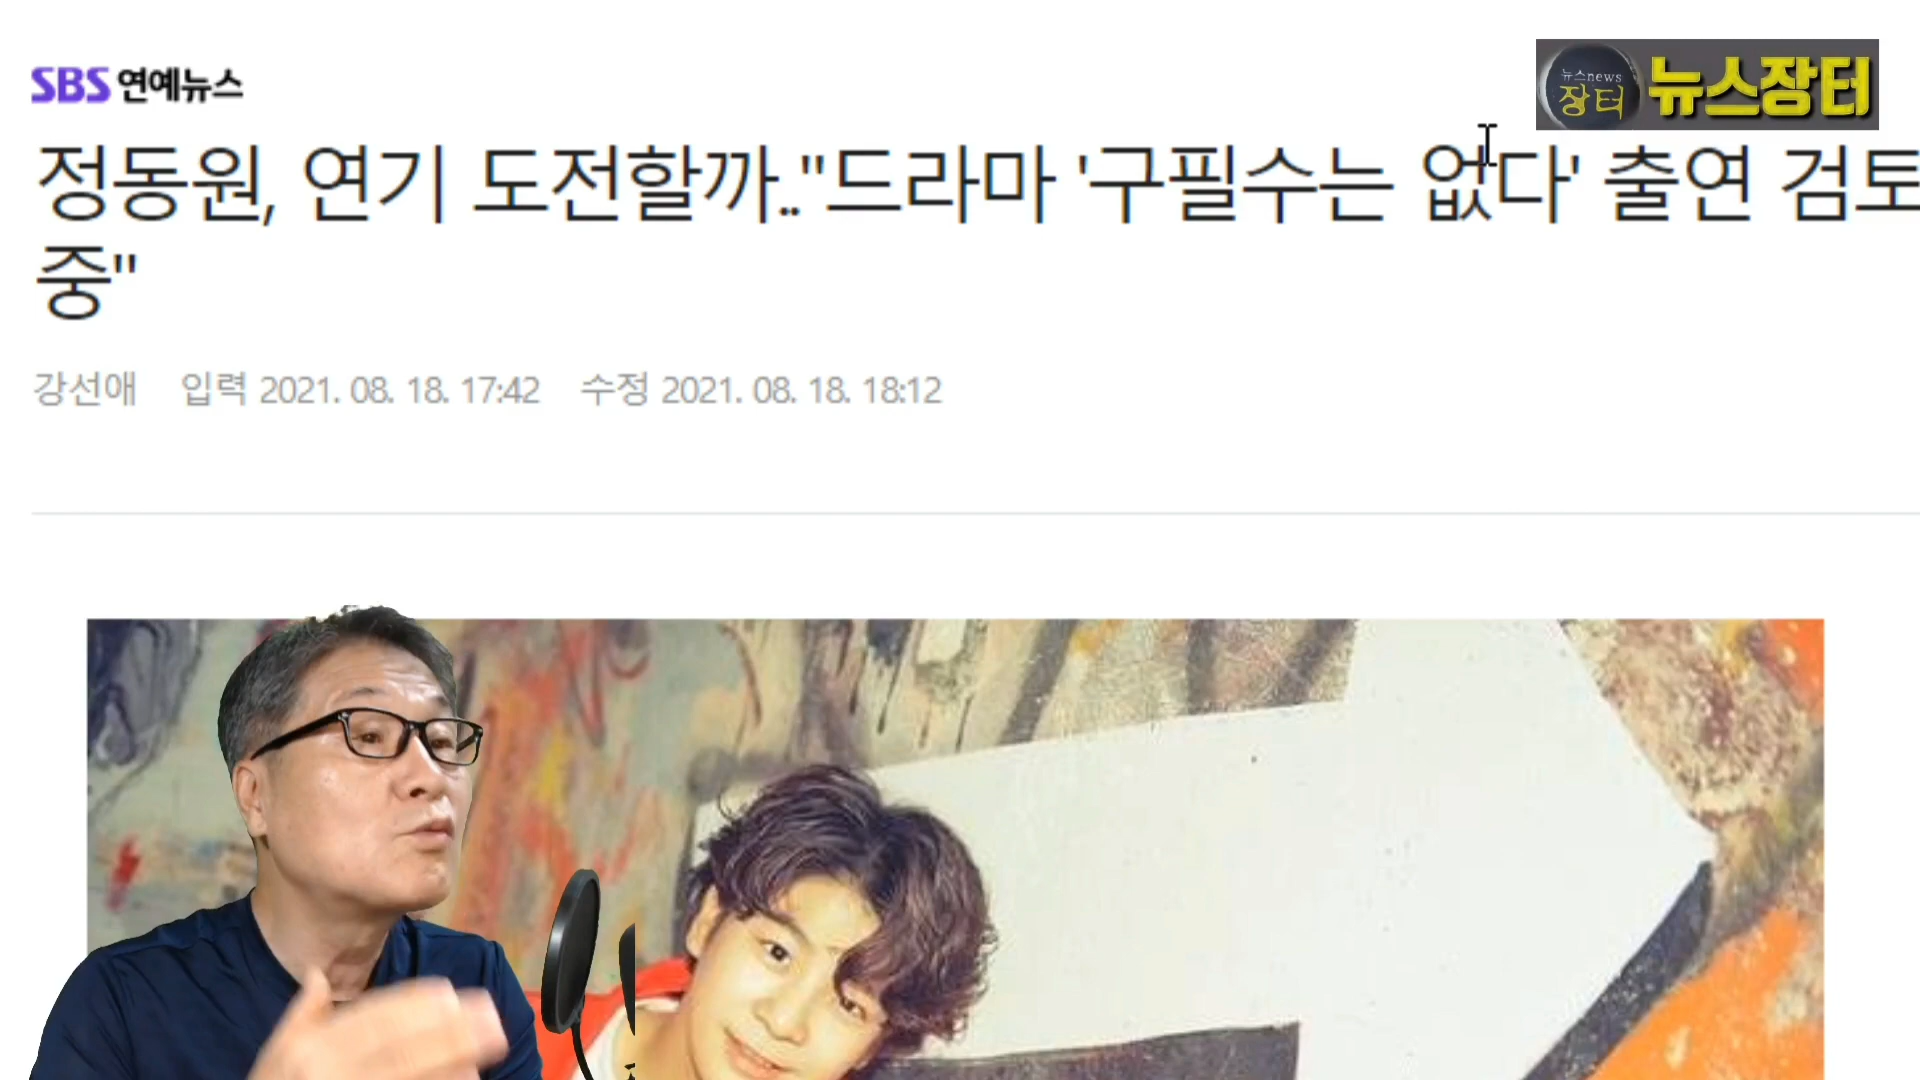 SBS 연예뉴스
뉴스news
장터
뉴스장터
정동원, 연기 도전할까.."드라마 '구필수는 없다' 출연 검토
중"
강선애 입력 2021. 08. 18. 17:42 수정 2021. 08. 18. 18:12